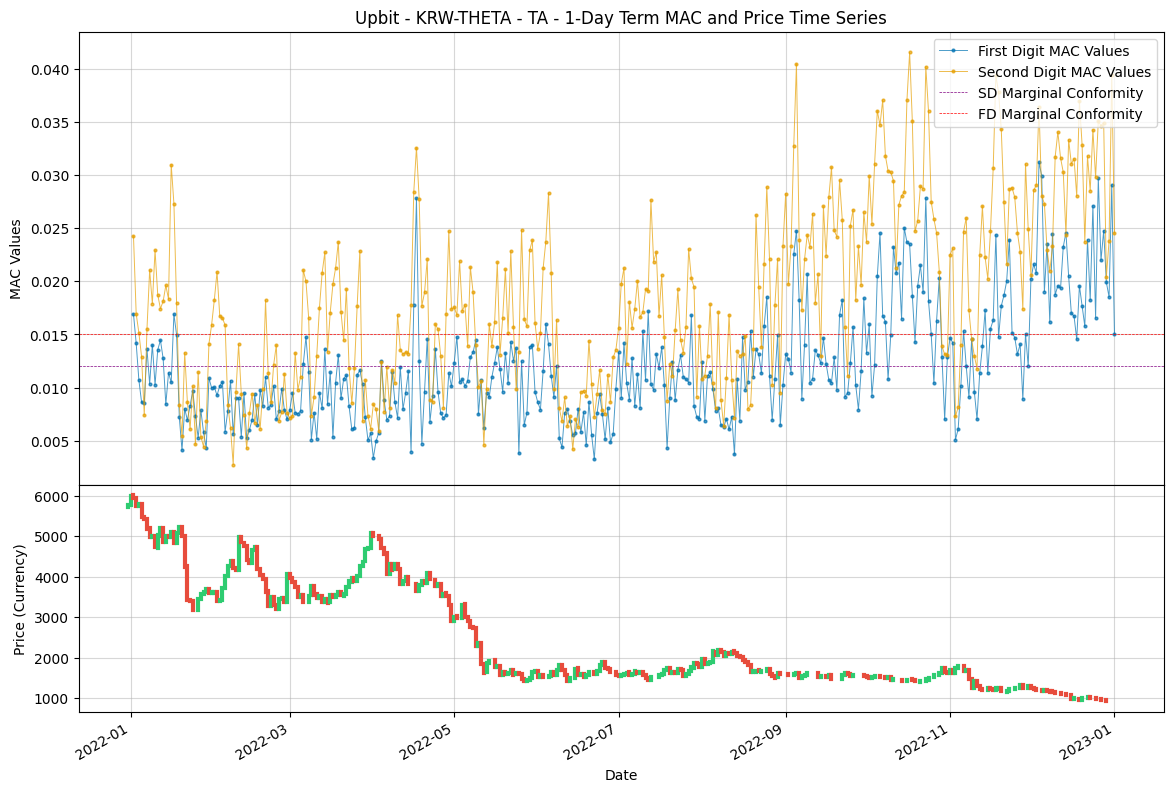 Upbit - KRW-THETA - TA - 1-Day Term MAC and Price Time Series
First Digit MAC Values
Second Digit MAC Values
SD Marginal Conformity
FD Marginal Conformity
MAC Values
0.040
0.035
0.030
0.025
0.020
0.015
0.010
0.005
Price (Currency)
6000
5000
4000
3000
2000
1000
2022-01
2022-03
2022-05
2022-07
2022-09
2022-11
2023-01
Date